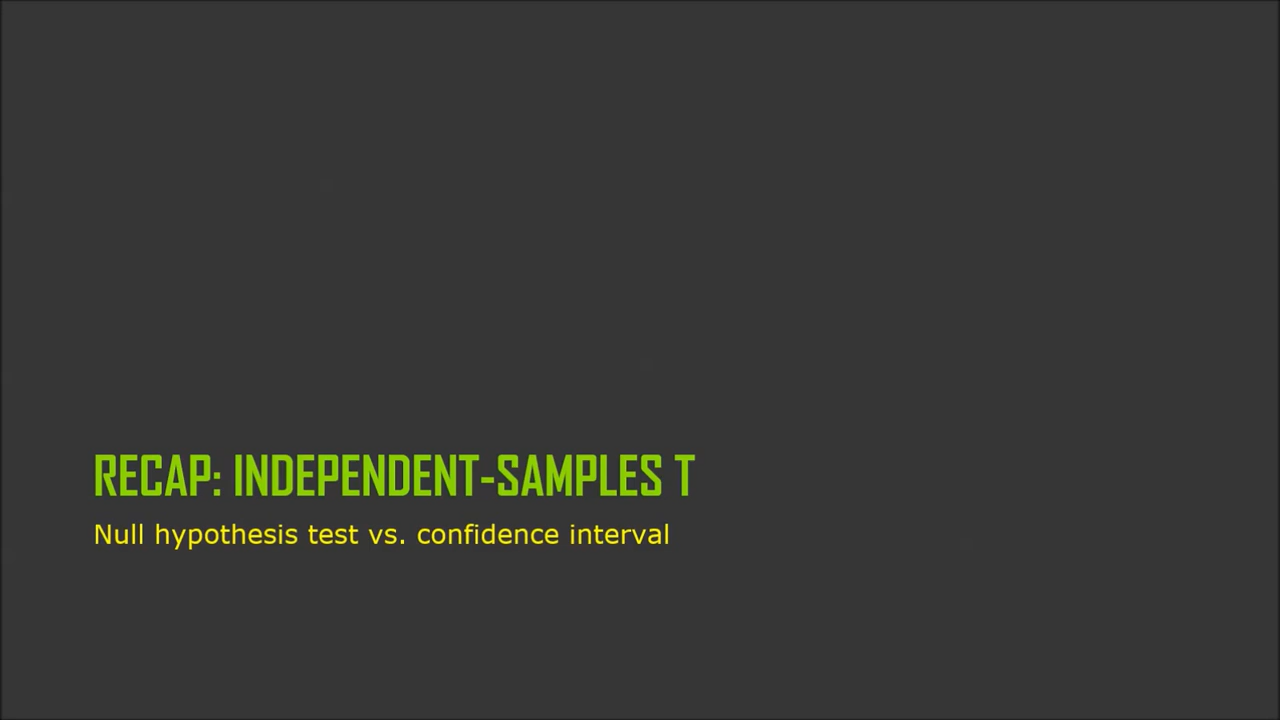 RECAP: INDEPENDENT-SAMPLES T
Null hypothesis test vs. confidence interval